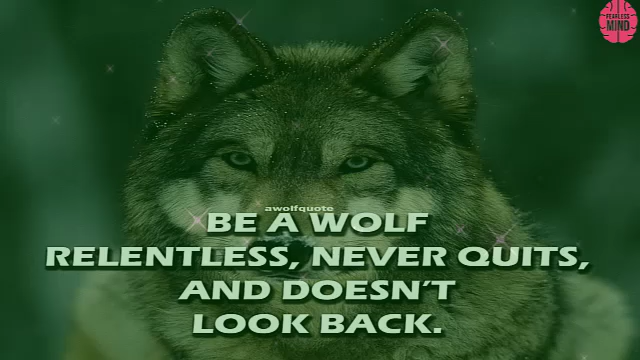 FEARLESS
MIND
awolfquote
BE A WOLF
RELENTLESS, NEVER QUITS,
AND DOESN'T
LOOK BACK.